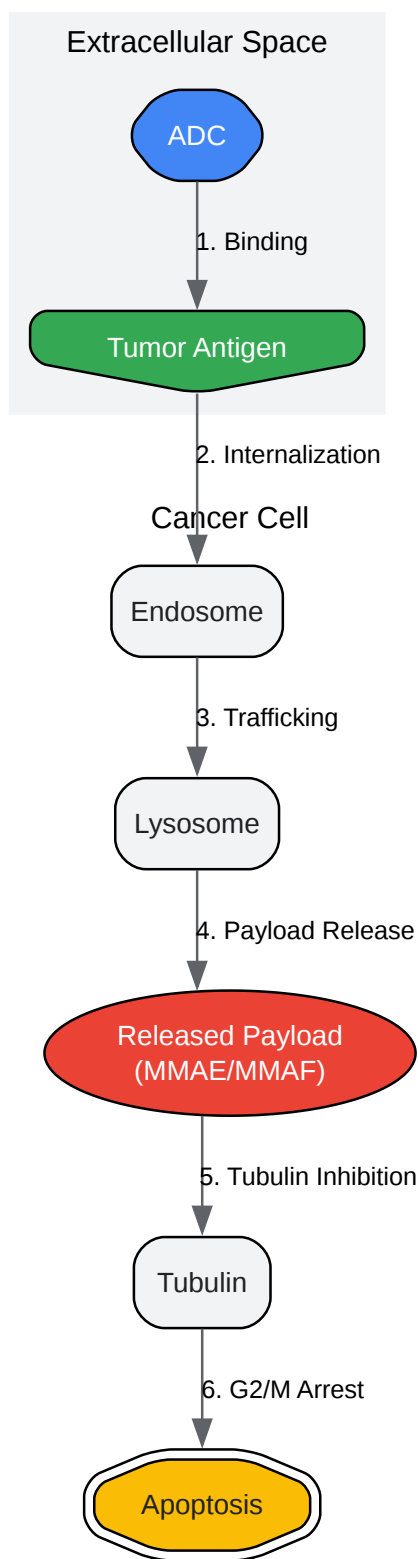 Extracellular Space
ADC
1. Binding
Tumor Antigen
2. Internalization
Cancer Cell
Endosome
3. Trafficking
Lysosome
4. Payload Release
Released Payload
(MMAE/MMAF)
5. Tubulin Inhibition
Tubulin
6. G2/M Arrest
Apoptosis